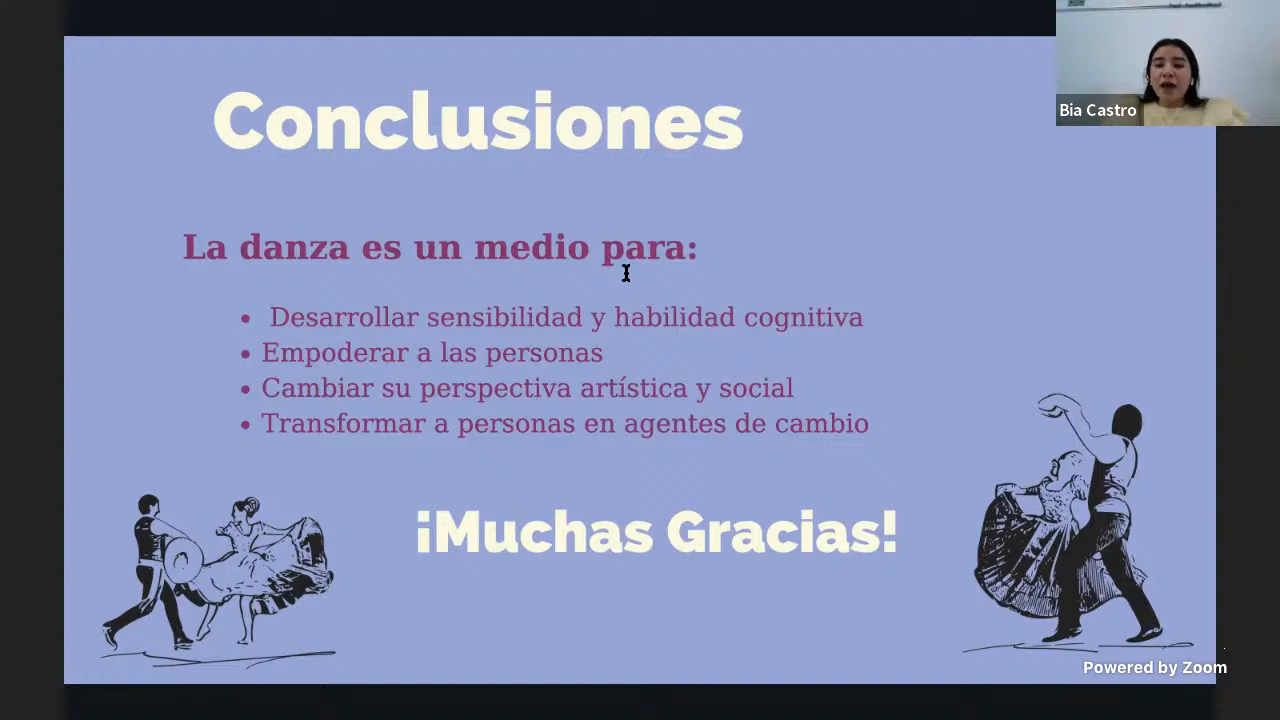 Conclusiones
Bia Castro
La danza es un medio para:
• Desarrollar sensibilidad y habilidad cognitiva
• Empoderar a las personas
• Cambiar su perspectiva artística y social
• Transformar a personas en agentes de cambio
¡Muchas Gracias!
Powered by Zoom